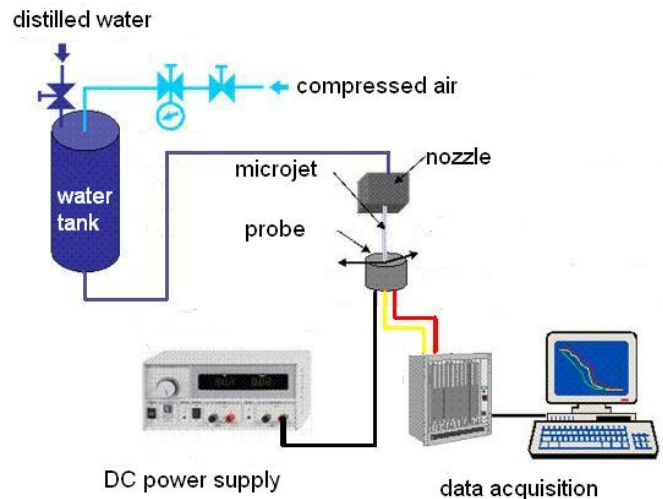 distilled water
compressed air
water
tank
nozzle
microjet
probe
DC power supply
data acquisition